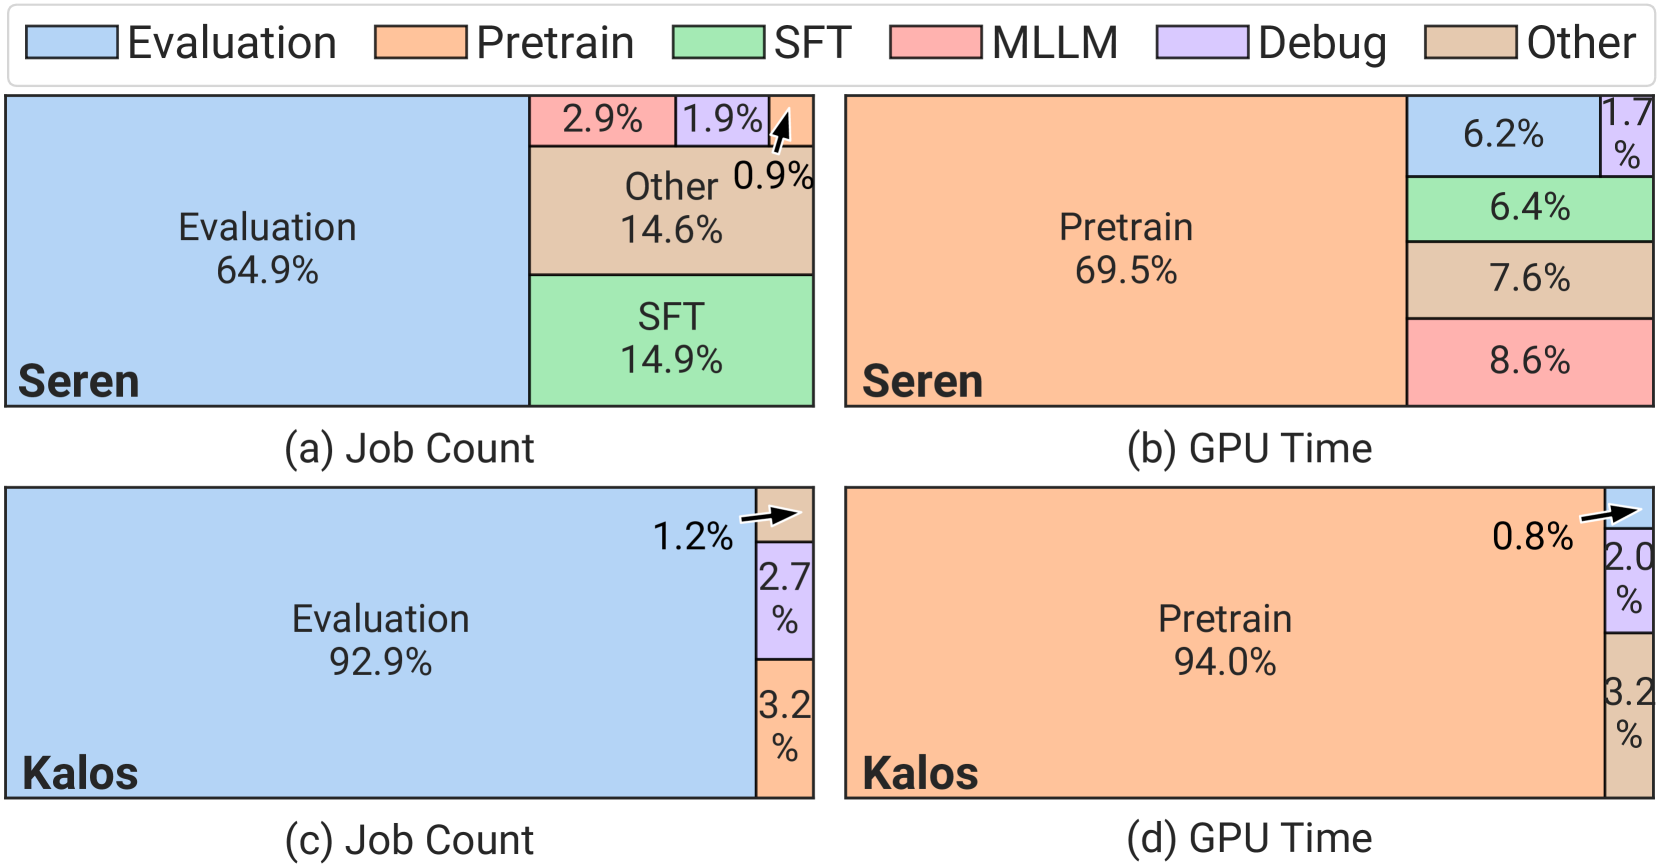 Evaluation Pretrain SFT MLLM Debug Other
2.9% 1.9%
0.9%
Other
14.6%
Evaluation
64.9%
SFT
14.9%
Seren
(a) Job Count
6.2%
1.7
%
6.4%
Pretrain
69.5%
7.6%
8.6%
Seren
(b) GPU Time
1.2%
2.7
%
Evaluation
92.9%
3.2
%
Kalos
(c) Job Count
0.8%
2.0
%
Pretrain
94.0%
3.2
%
Kalos
(d) GPU Time